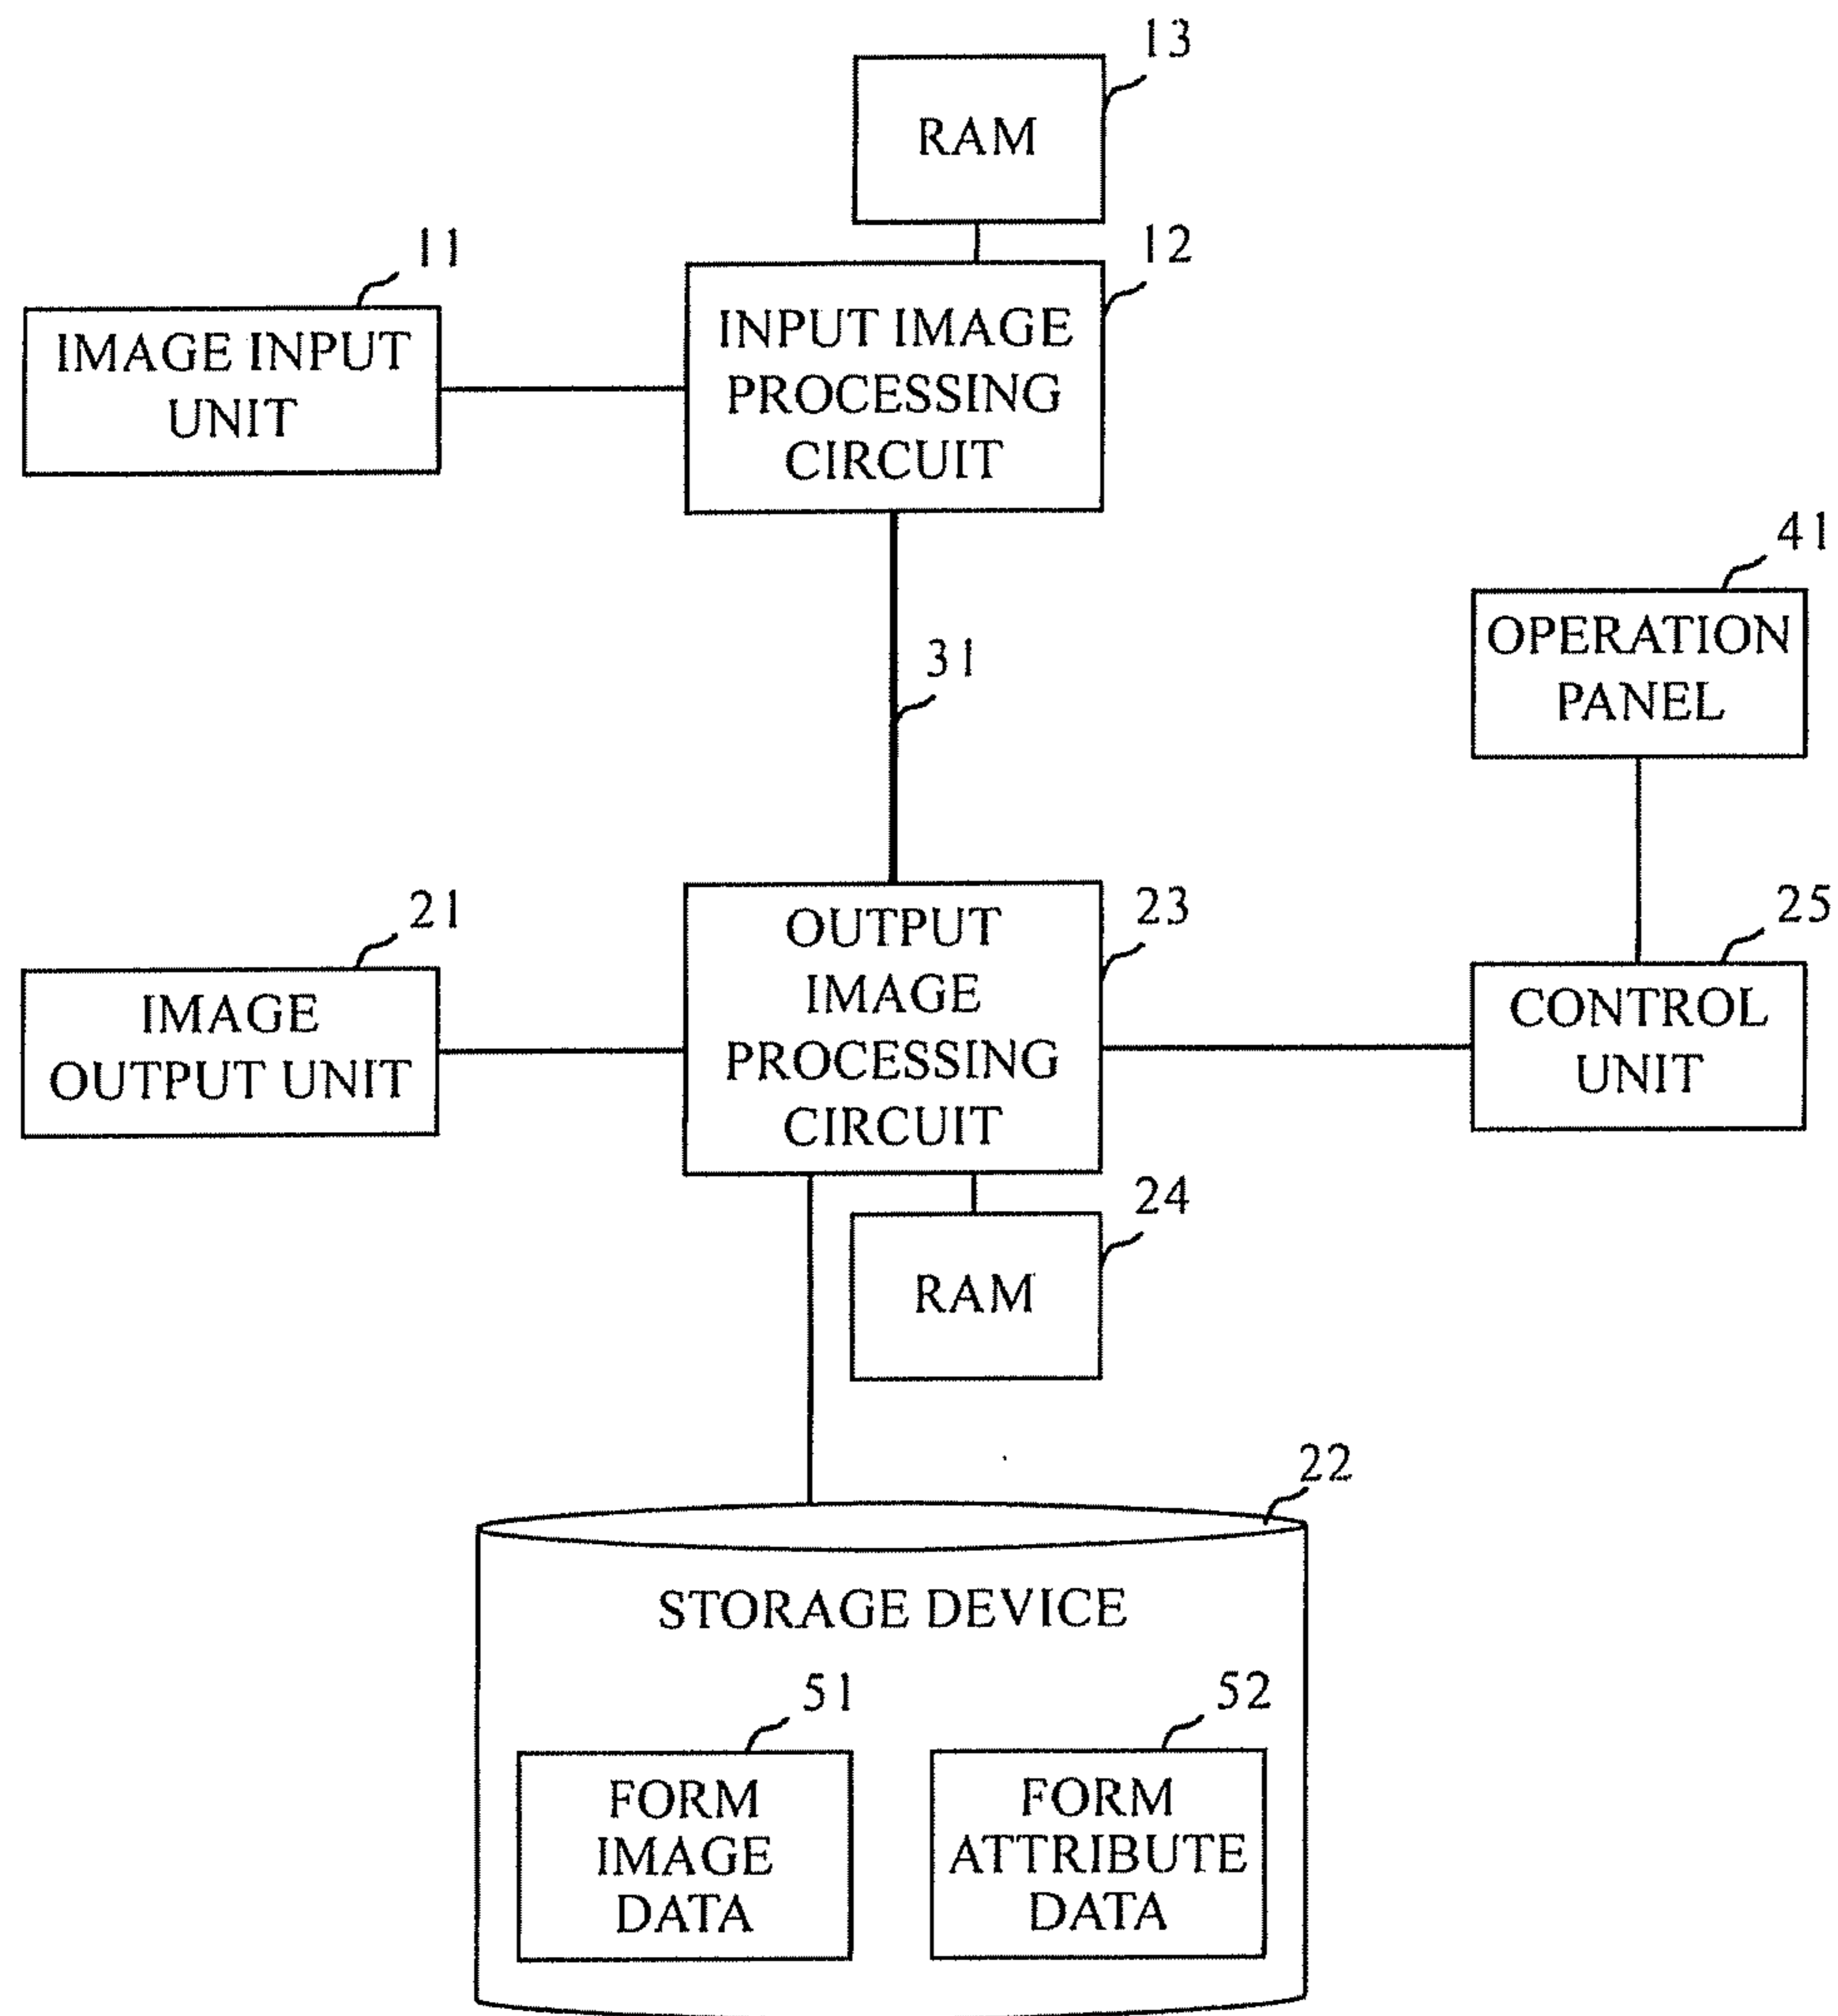 13
RAM
11
12
IMAGE INPUT
UNIT
INPUT IMAGE
PROCESSING
CIRCUIT
41
OPERATION
PANEL
31
21
23
25
IMAGE
OUTPUT UNIT
OUTPUT
IMAGE
PROCESSING
CIRCUIT
CONTROL
UNIT
24
RAM
22
STORAGE DEVICE
51
52
FORM
IMAGE
DATA
FORM
ATTRIBUTE
DATA